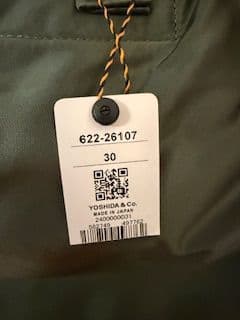 622-26107
30
YOSHIDA & Co.
MADE IN JAPAN
2400000031